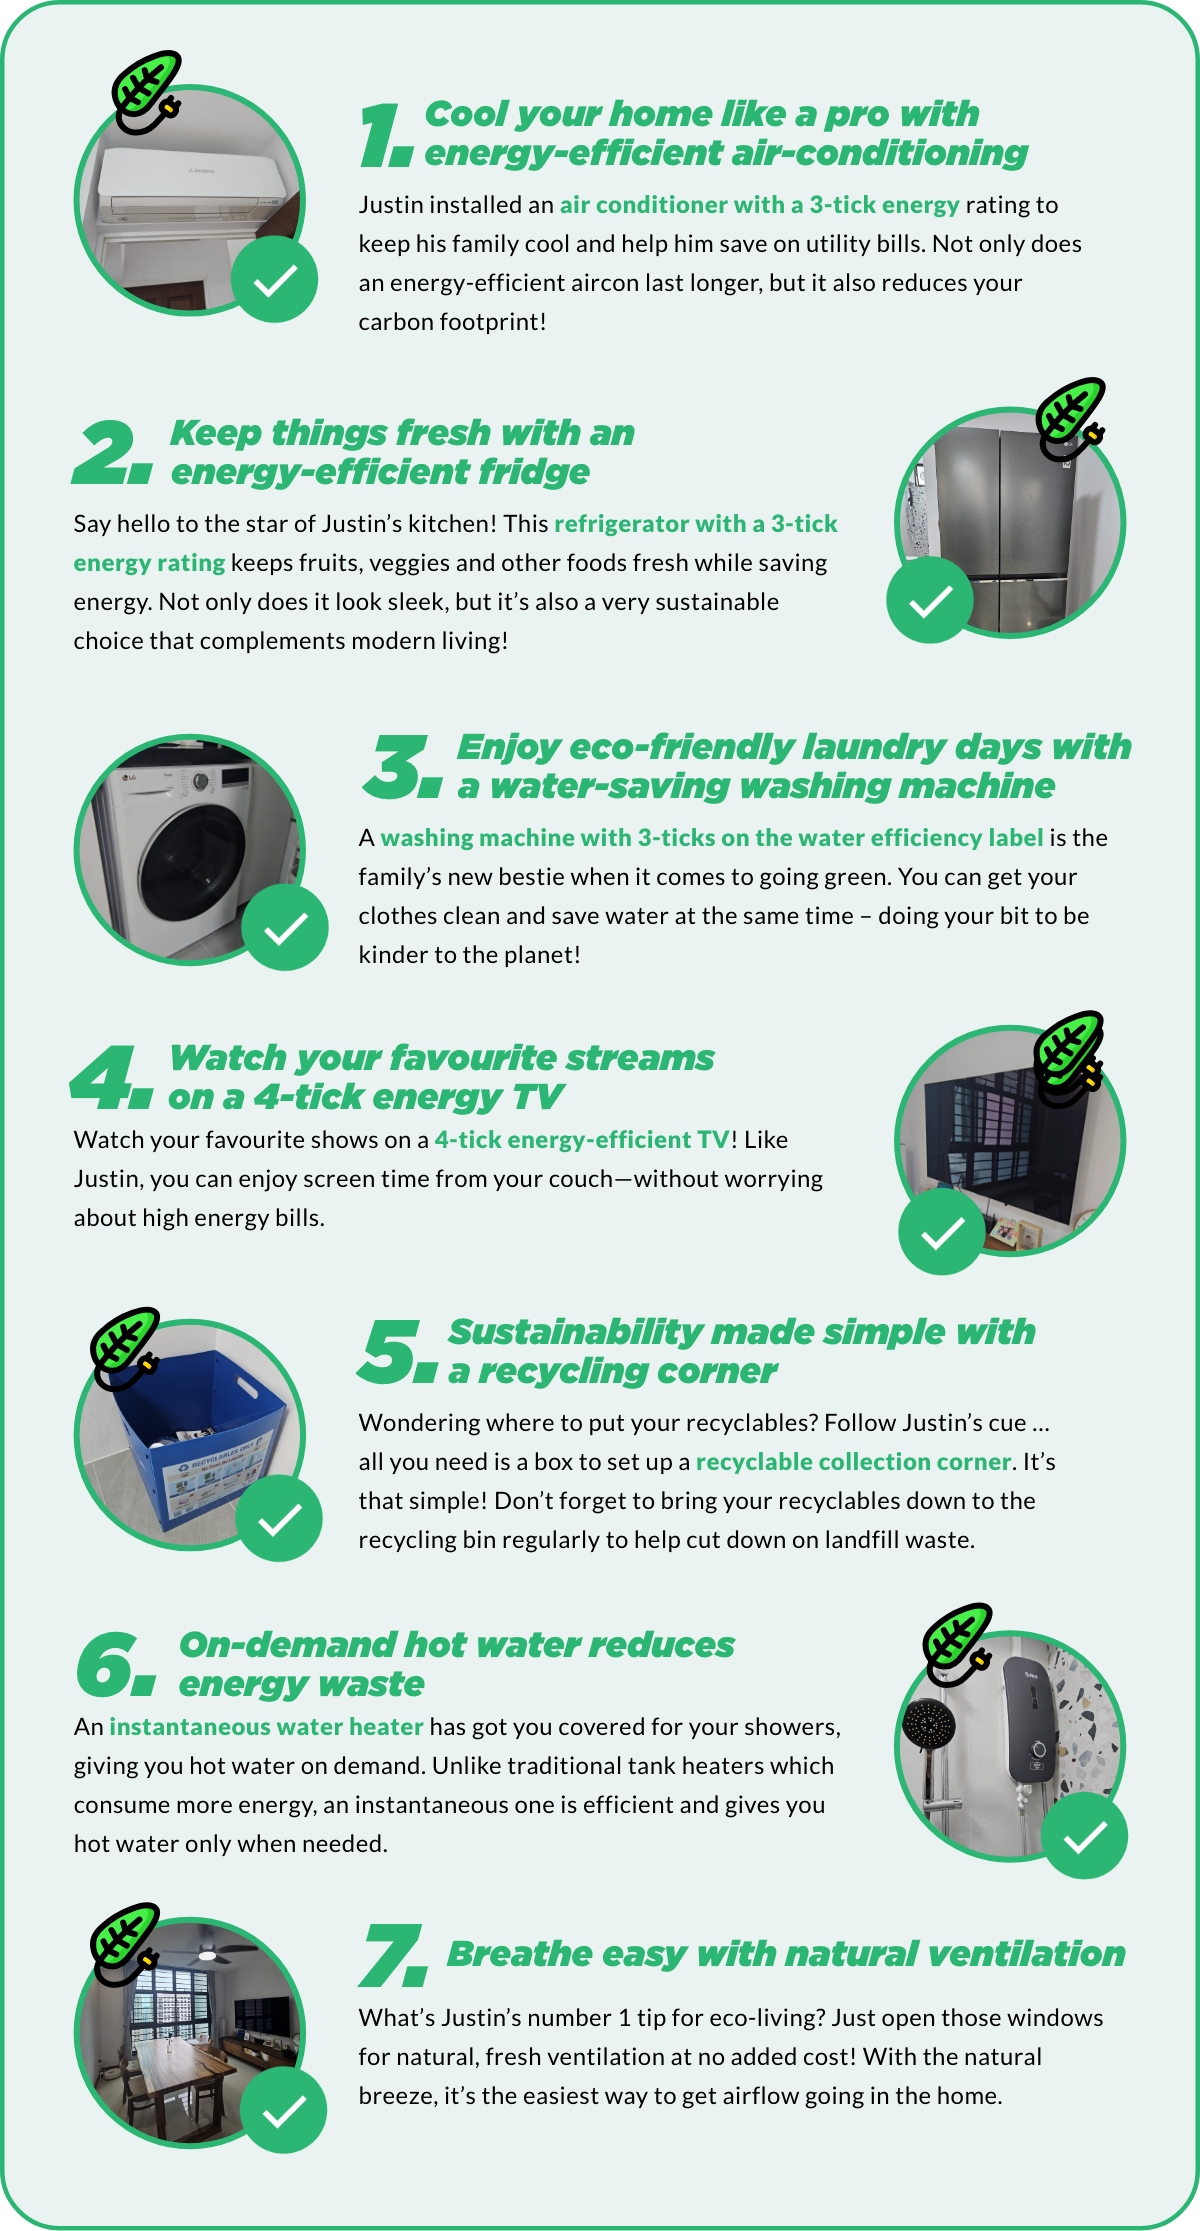 1. Cool your home like a pro with
energy-efficient air-conditioning
Justin installed an air conditioner with a 3-tick energy rating to
keep his family cool and help him save on utility bills. Not only does
an energy-efficient aircon last longer, but it also reduces your
carbon footprint!
2. Keep things fresh with an
energy-efficient fridge
Say hello to the star of Justin’s kitchen! This refrigerator with a 3-tick
energy rating keeps fruits, veggies and other foods fresh while saving
energy. Not only does it look sleek, but it’s also a very sustainable
choice that complements modern living!
LG
3. Enjoy eco-friendly laundry days with
a water-saving washing machine
A washing machine with 3-ticks on the water efficiency label is the
family’s new bestie when it comes to going green. You can get your
clothes clean and save water at the same time – doing your bit to be
kinder to the planet!
4. Watch your favourite streams
on a 4-tick energy TV
Watch your favourite shows on a 4-tick energy-efficient TV! Like
Justin, you can enjoy screen time from your couch—without worrying
about high energy bills.
RECYCLABLES ONLY
5. Sustainability made simple with
a recycling corner
Wondering where to put your recyclables? Follow Justin’s cue ...
all you need is a box to set up a recyclable collection corner. It’s
that simple! Don’t forget to bring your recyclables down to the
recycling bin regularly to help cut down on landfill waste.
6. On-demand hot water reduces
energy waste
An instantaneous water heater has got you covered for your showers,
giving you hot water on demand. Unlike traditional tank heaters which
consume more energy, an instantaneous one is efficient and gives you
hot water only when needed.
7. Breathe easy with natural ventilation
What’s Justin’s number 1 tip for eco-living? Just open those windows
for natural, fresh ventilation at no added cost! With the natural
breeze, it’s the easiest way to get airflow going in the home.